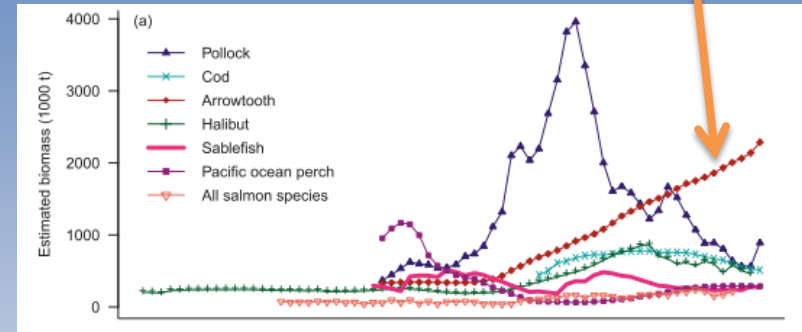 (a)
Pollock
Cod
Arrowtooth
Halibut
Sablefish
Pacific ocean perch
All salmon species
Estimated biomass (1000 t)
4000
3000
2000
1000
0